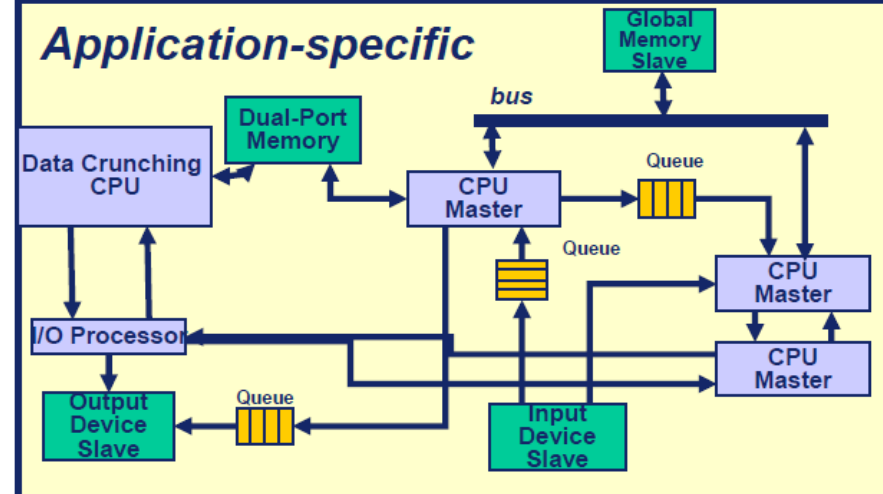 Application-specific
Global
Memory
Slave
bus
Dual-Port
Memory
Data Crunching
CPU
CPU
Master
Queue
Queue
CPU
Master
I/O Processor
CPU
Master
Queue
Output
Device
Slave
Input
Device
Slave